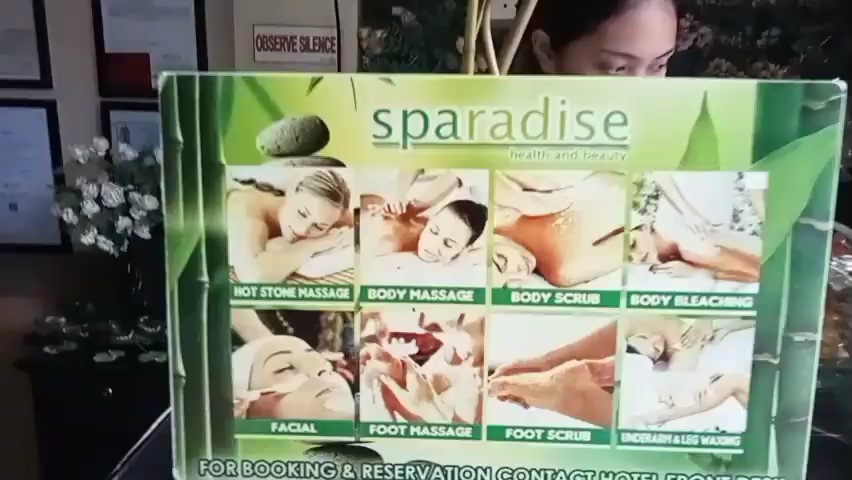 OBSERVE SILENCE
sparadise
health and beauty
HOT STONE MASSAGE
BODY MASSAGE
BODY SCRUB
BODY BLEACHING
FACIAL
FOOT MASSAGE
FOOT SCRUB
UNDERARM & LEG WAXING
FOR BOOKING & RESERVATION CONTACT HOTEL FRONT DESK